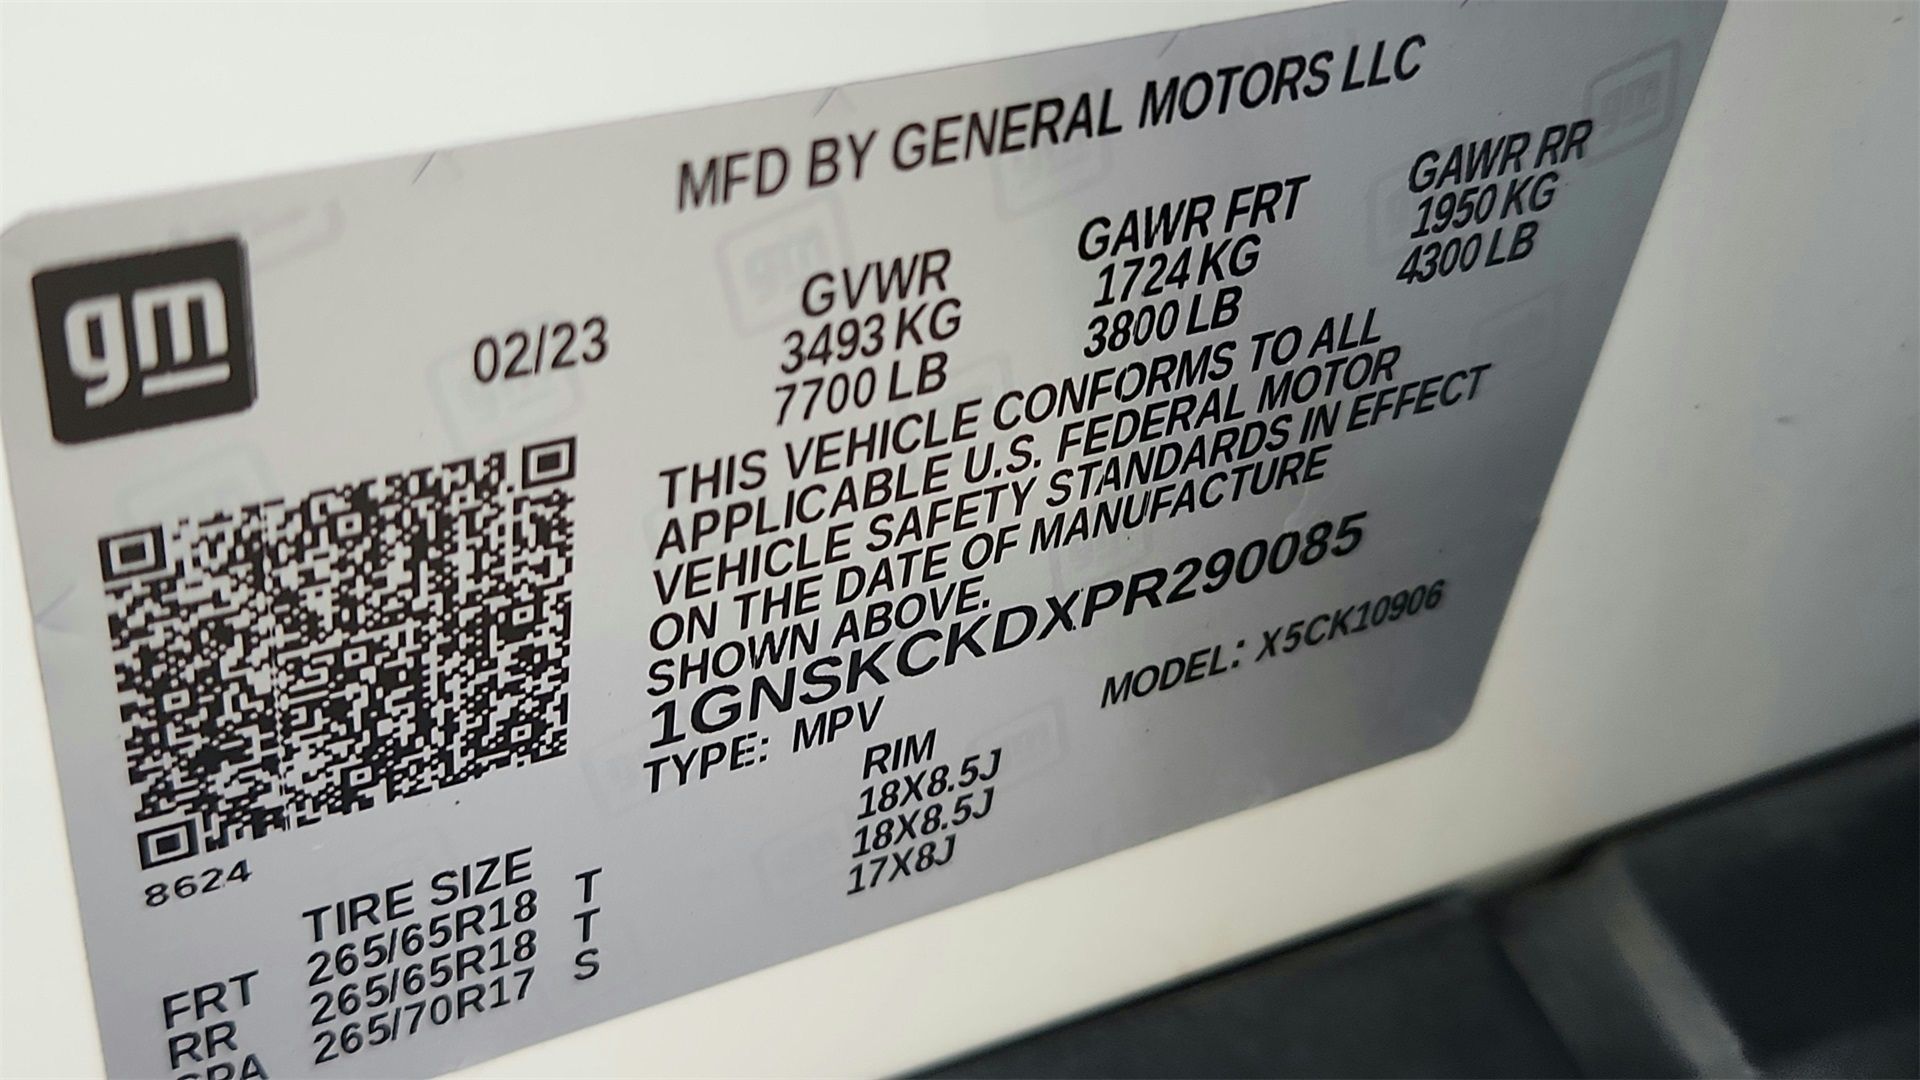 MFD BY GENERAL MOTORS LLC
gm
02/23
GVWR GAWR FRT GAWR RR
3493 KG 1724 KG 1950 KG
7700 LB 3800 LB 4300 LB
THIS VEHICLE CONFORMS TO ALL
APPLICABLE U.S. FEDERAL MOTOR
VEHICLE SAFETY STANDARDS IN EFFECT
ON THE DATE OF MANUFACTURE
SHOWN ABOVE.
1GNSKCKDXPR290085
TYPE: MPV MODEL: X5CK10906
8624
TIRE SIZE RIM
FRT 265/65R18 T 18X8.5J
RR 265/65R18 T 18X8.5J
SPA 265/70R17 S 17X8J